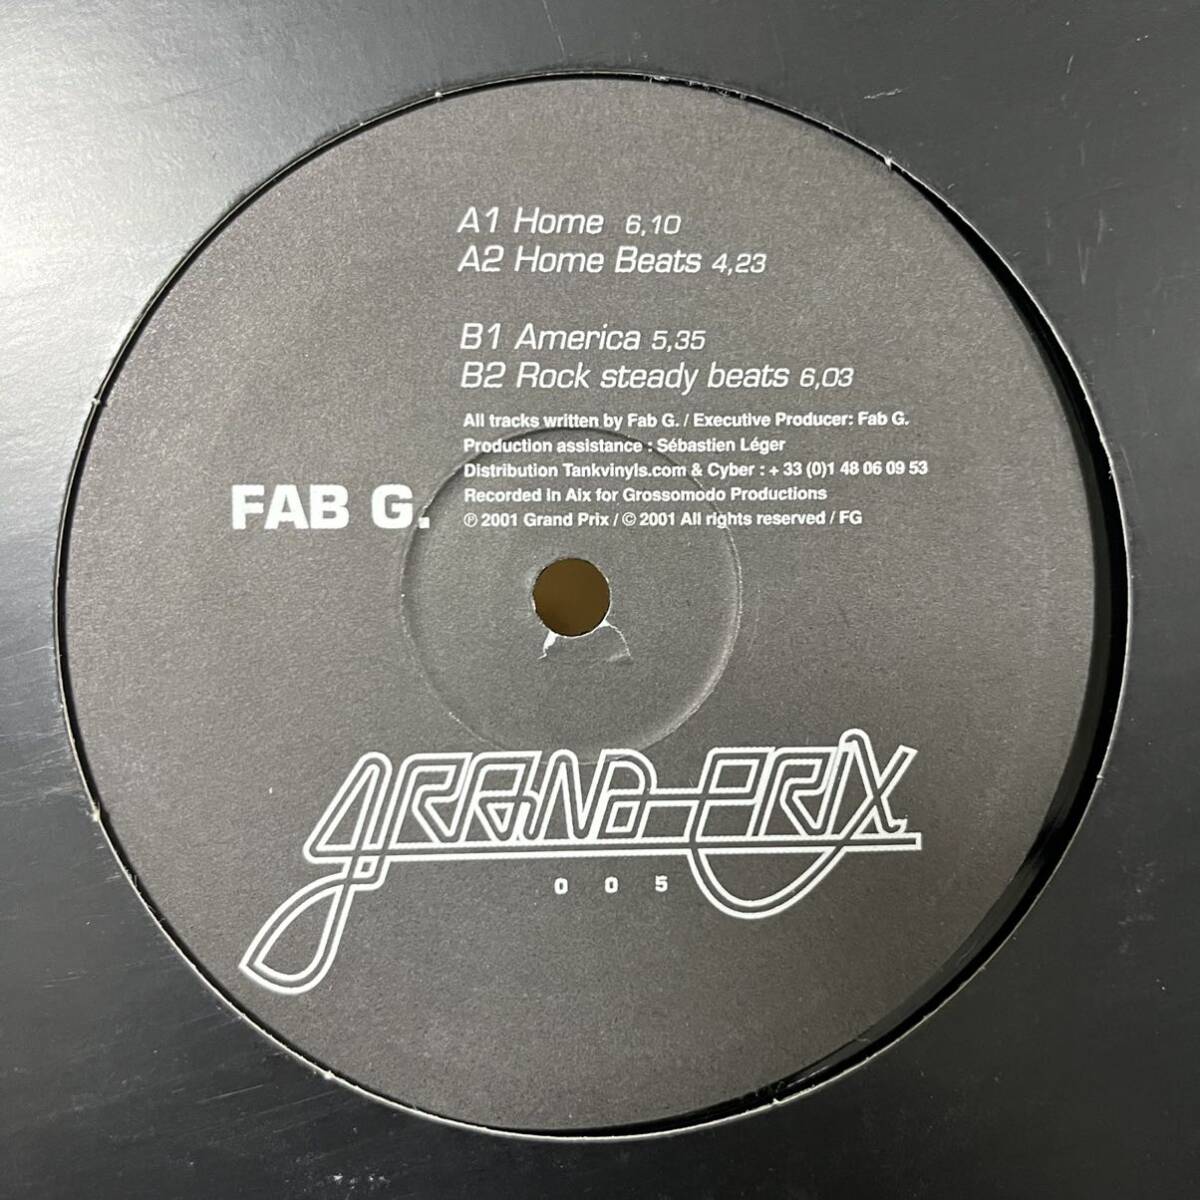 A1 Home 6,10
A2 Home Beats 4,23
B1 America 5,35
B2 Rock steady beats 6,03
All tracks written by Fab G. / Executive Producer: Fab G.
Production assistance : Sébastien Léger
Distribution Tankvinyls.com & Cyber : + 33 (0)1 48 06 09 53
Recorded in Aix for Grossomodo Productions
℗ 2001 Grand Prix / © 2001 All rights reserved / FG
FAB G.
GRAND PRIX
005